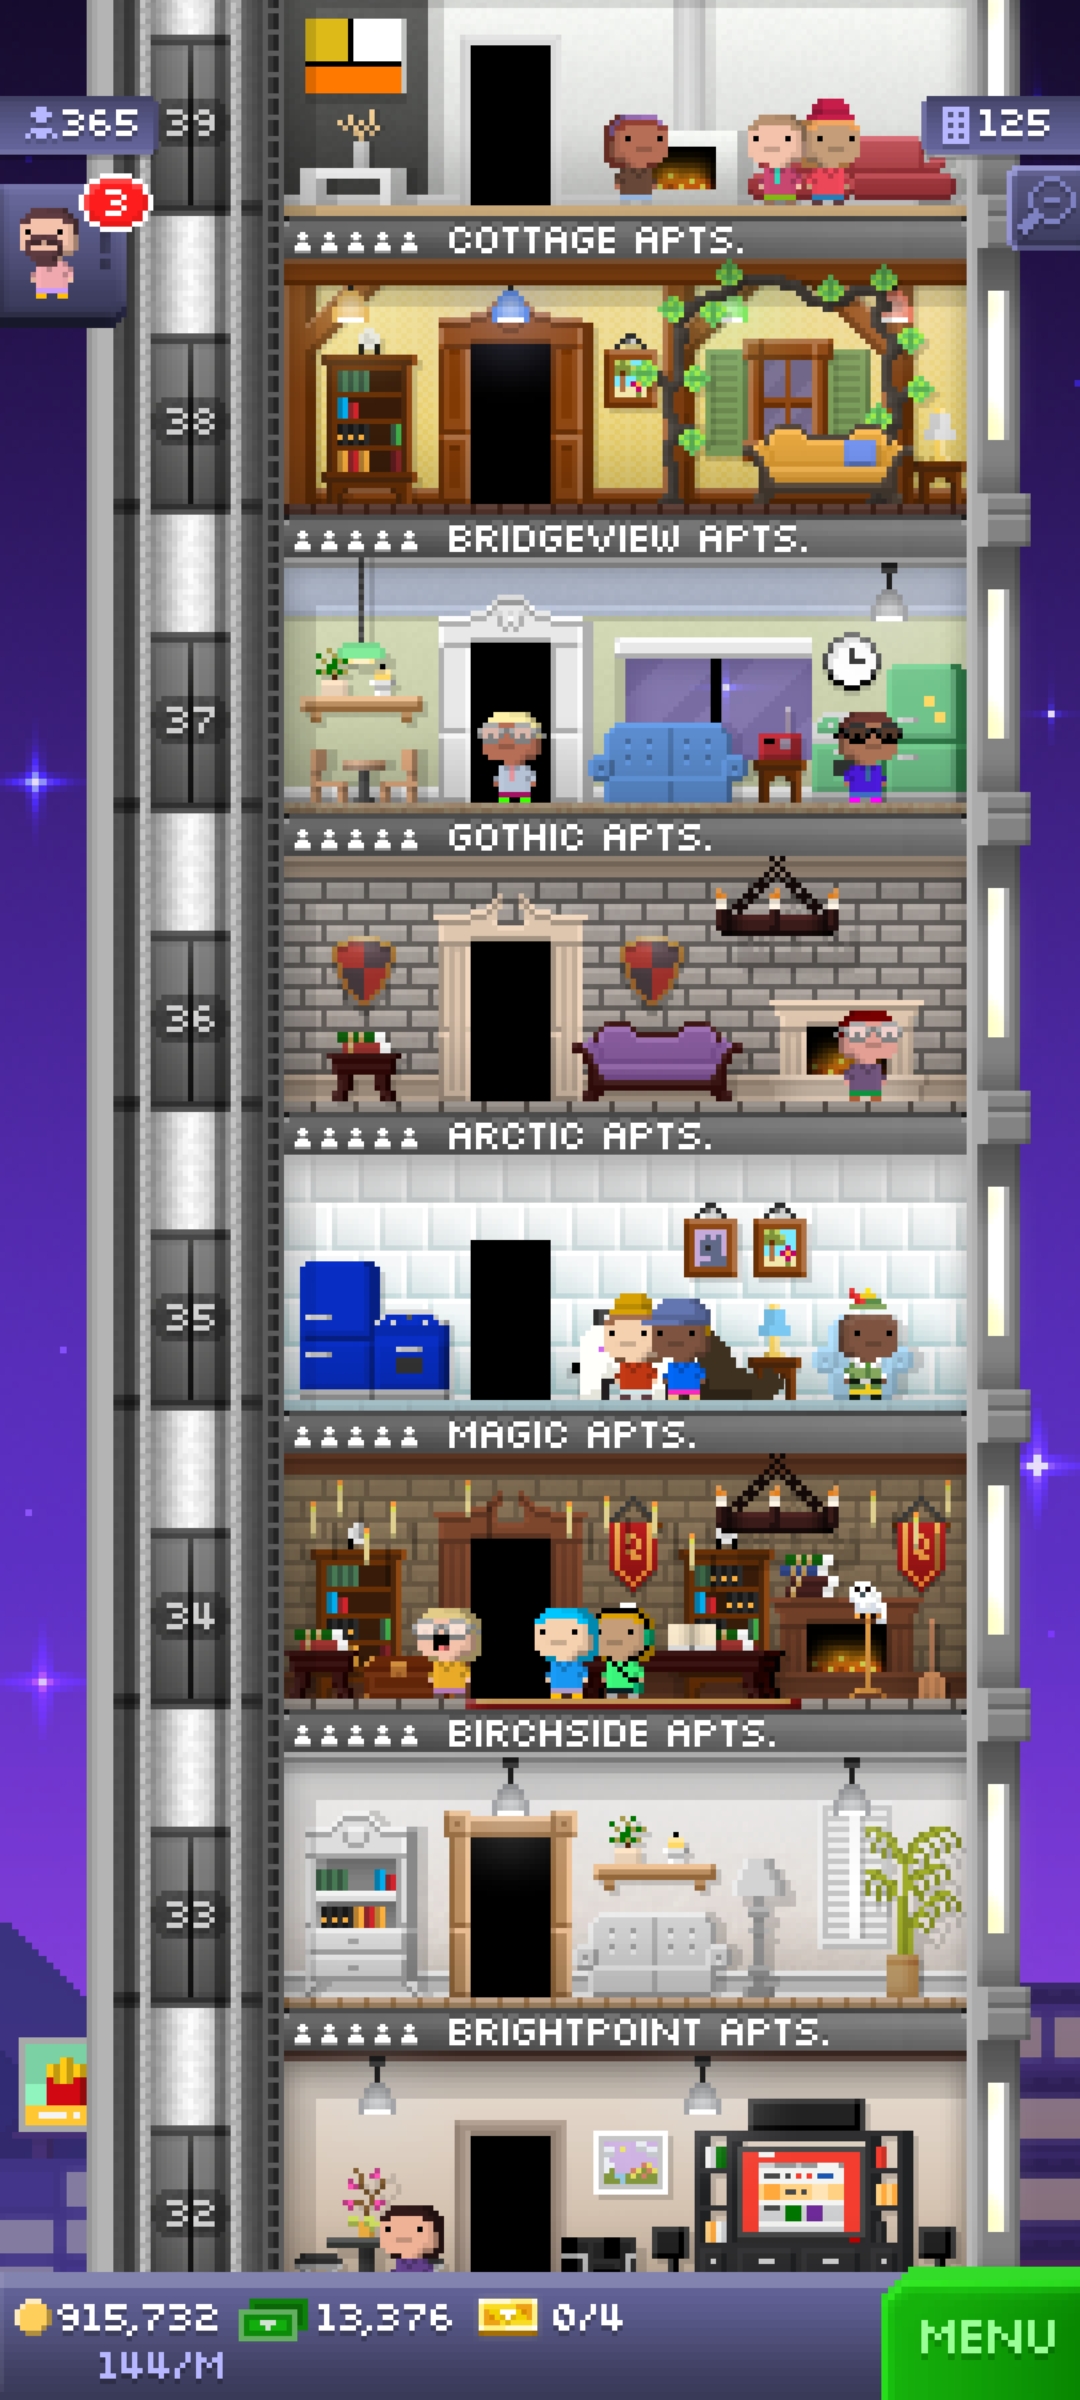 365
39
125
3
COTTAGE APTS.
38
BRIDGEVIEW APTS.
37
GOTHIC APTS.
36
ARCTIC APTS.
35
MAGIC APTS.
34
BIRCHSIDE APTS.
33
BRIGHTPOINT APTS.
32
915,732 13,376 0/4
144/M
MENU